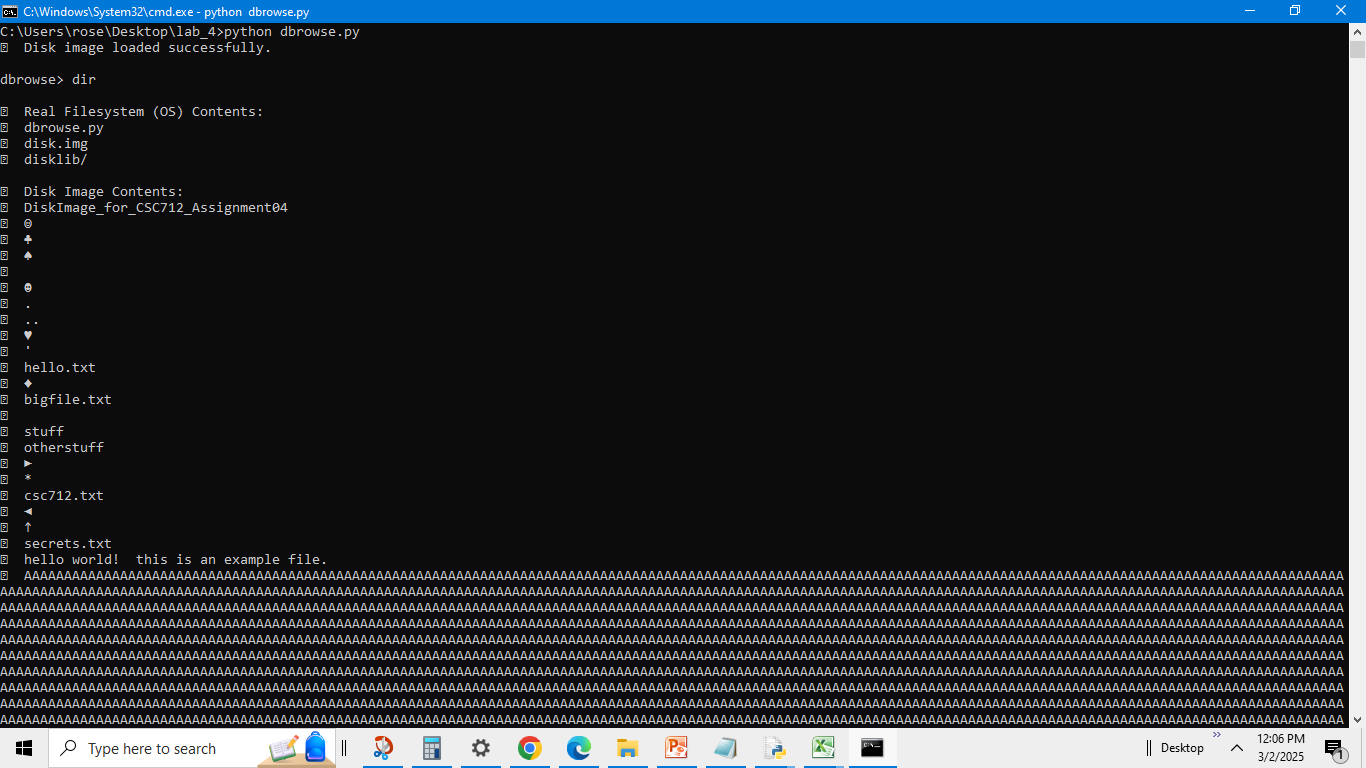 C:\Windows\System32\cmd.exe - python  dbrowse.py
C:\Users\rose\Desktop\lab_4>python dbrowse.py
Disk image loaded successfully.
dbrowse> dir
Real Filesystem (OS) Contents:
dbrowse.py
disk.img
disklib/
Disk Image Contents:
DiskImage_for_CSC712_Assignment04
☺
♣
♠
☻
.
..
♥
'
hello.txt
♦
bigfile.txt
stuff
otherstuff
►
*
csc712.txt
◄
↑
secrets.txt
hello world!  this is an example file.
Type here to search
Desktop
12:06 PM
3/2/2025
1